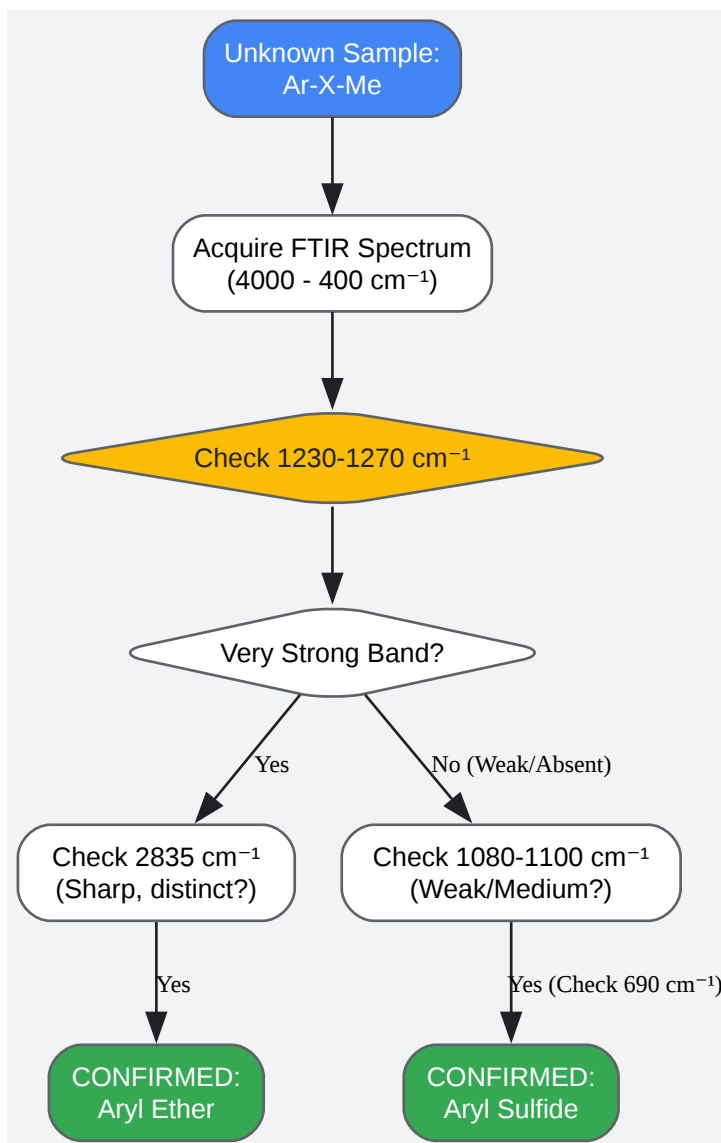 Unknown Sample:
Ar-X-Me
Acquire FTIR Spectrum
(4000 - 400 cm⁻¹)
Check 1230-1270 cm⁻¹
Very Strong Band?
Yes
No (Weak/Absent)
Check 2835 cm⁻¹
(Sharp, distinct?)
Check 1080-1100 cm⁻¹
(Weak/Medium?)
Yes
Yes (Check 690 cm⁻¹)
CONFIRMED:
Aryl Ether
CONFIRMED:
Aryl Sulfide